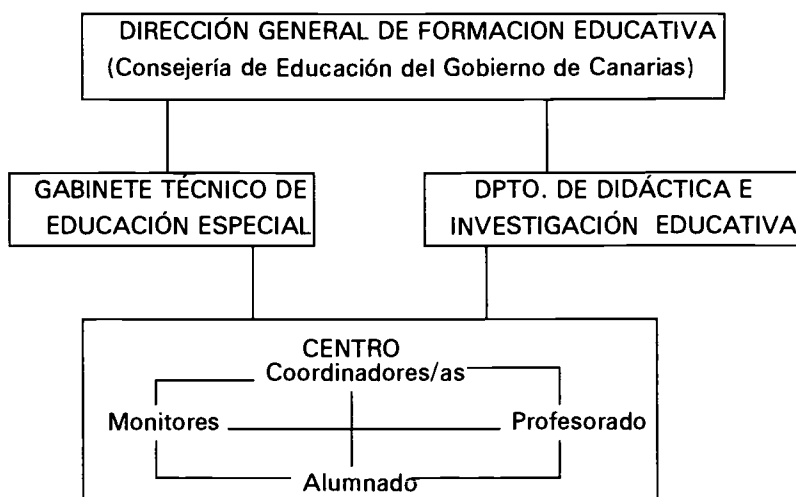 DIRECCIÓN GENERAL DE FORMACION EDUCATIVA
(Consejería de Educación del Gobierno de Canarias)
GABINETE TÉCNICO DE
EDUCACIÓN ESPECIAL
DPTO. DE DIDÁCTICA E
INVESTIGACIÓN EDUCATIVA
CENTRO
Coordinadores/as
Monitores
Profesorado
Alumnado